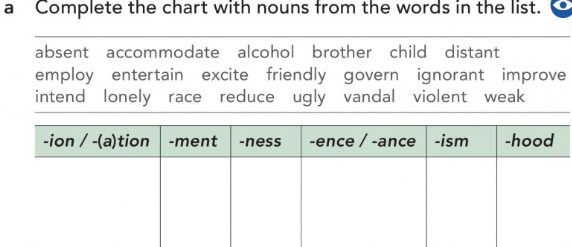 a Complete the chart with nouns from the words in the list.
absent accommodate alcohol brother child distant
employ entertain excite friendly govern ignorant improve
intend lonely race reduce ugly vandal violent weak
-ion / -(a)tion -ment -ness -ence / -ance -ism -hood